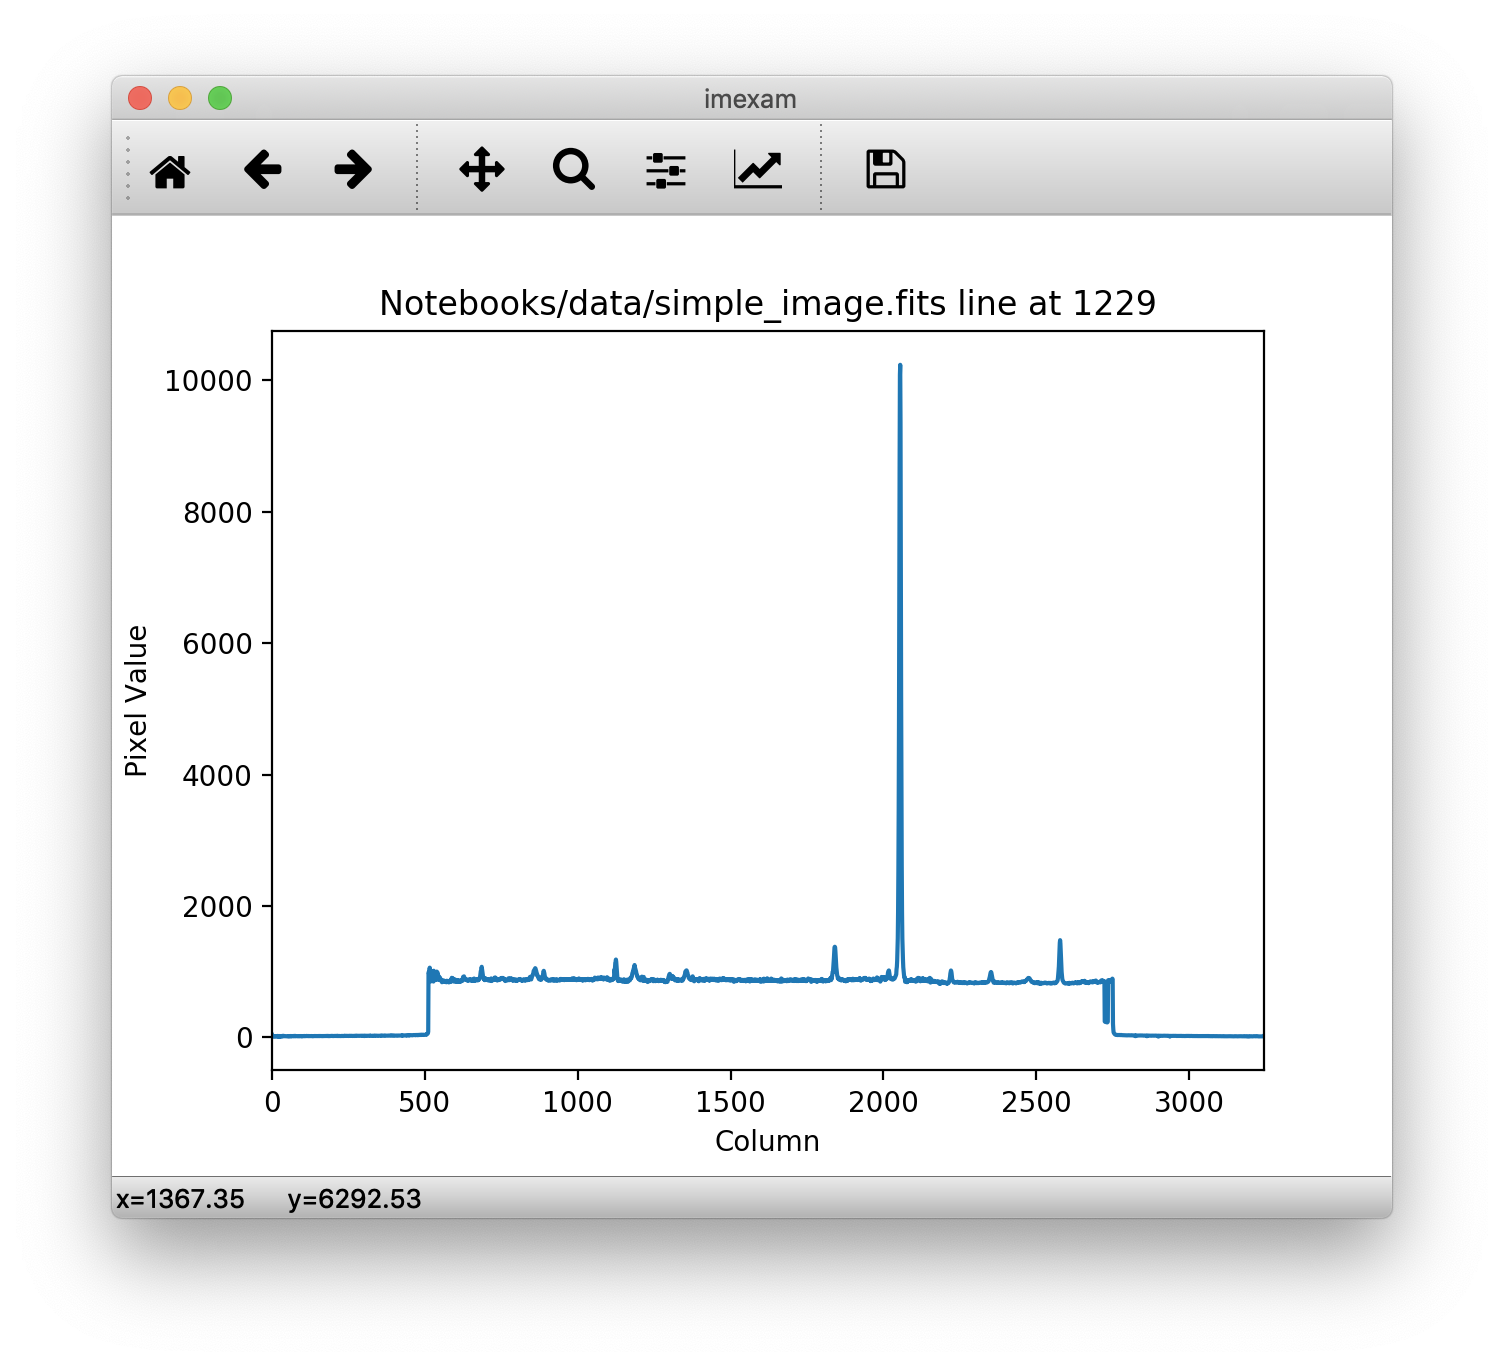 imexam
Notebooks/data/simple_image.fits line at 1229
10000
8000
6000
4000
2000
0
Pixel Value
0 500 1000 1500 2000 2500 3000
Column
x=1367.35 y=6292.53